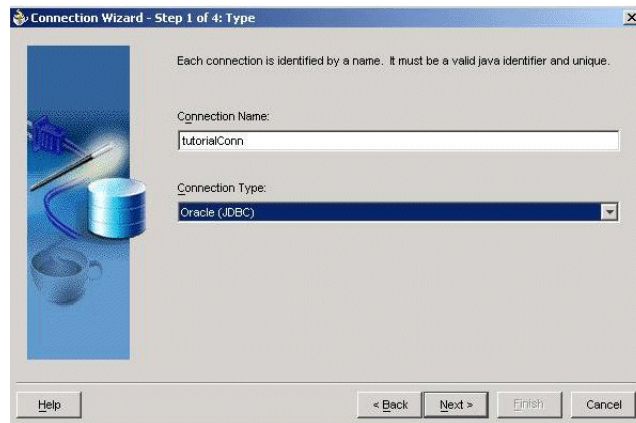 Connection Wizard - Step 1 of 4: Type
Each connection is identified by a name. It must be a valid java identifier and unique.
Connection Name:
tutorialConn
Connection Type:
Oracle (JDBC)
Help
< Back
Next >
Finish
Cancel